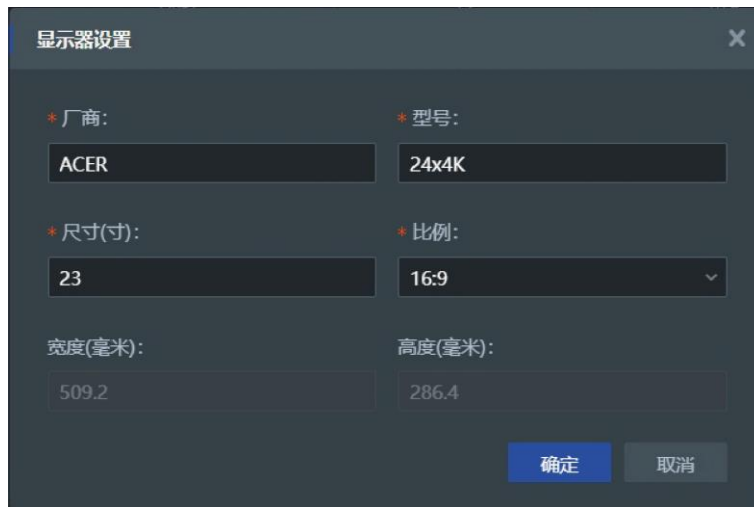 显示器设置
* 厂商:
* 型号:
ACER
24x4K
* 尺寸(寸):
* 比例:
23
16:9
宽度(毫米):
高度(毫米):
509.2
286.4
确定
取消